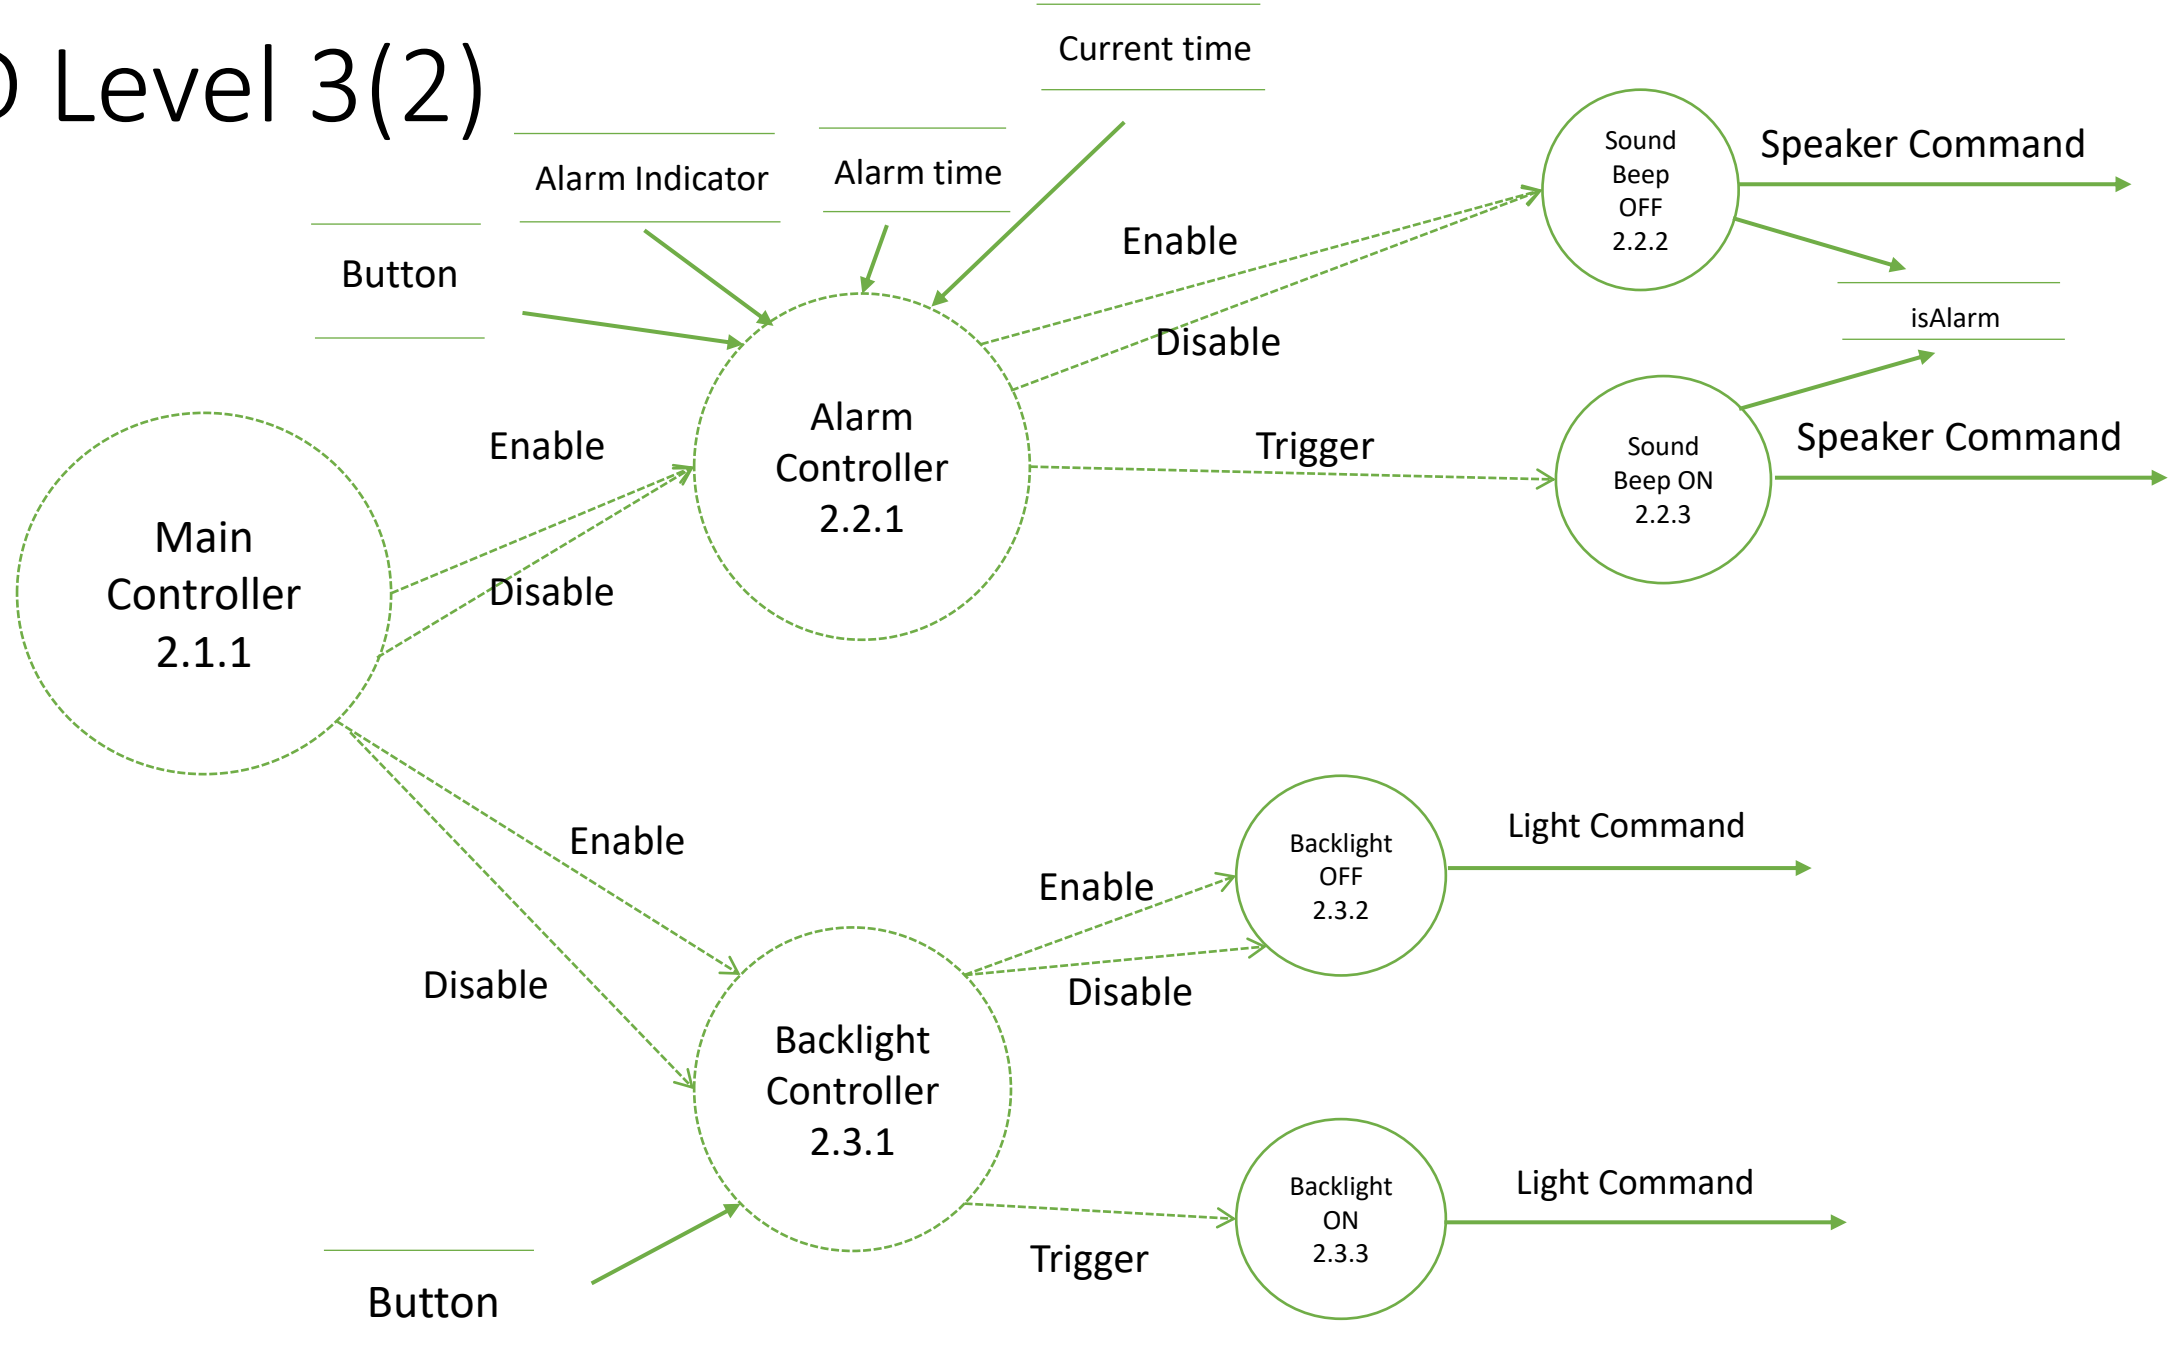 Level 3(2)
Current time
Alarm Indicator
Alarm time
Button
Sound
Beep
OFF
2.2.2
Speaker Command
Enable
Disable
isAlarm
Alarm
Controller
2.2.1
Enable
Disable
Trigger
Sound
Beep ON
2.2.3
Speaker Command
Main
Controller
2.1.1
Enable
Disable
Backlight
Controller
2.3.1
Enable
Disable
Backlight
OFF
2.3.2
Light Command
Trigger
Backlight
ON
2.3.3
Light Command
Button